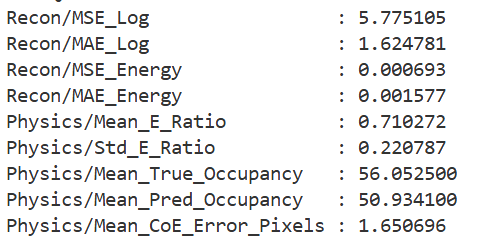 Recon/MSE_Log : 5.775105
Recon/MAE_Log : 1.624781
Recon/MSE_Energy : 0.000693
Recon/MAE_Energy : 0.001577
Physics/Mean_E_Ratio : 0.710272
Physics/Std_E_Ratio : 0.220787
Physics/Mean_True_Occupancy : 56.052500
Physics/Mean_Pred_Occupancy : 50.934100
Physics/Mean_CoE_Error_Pixels : 1.650696